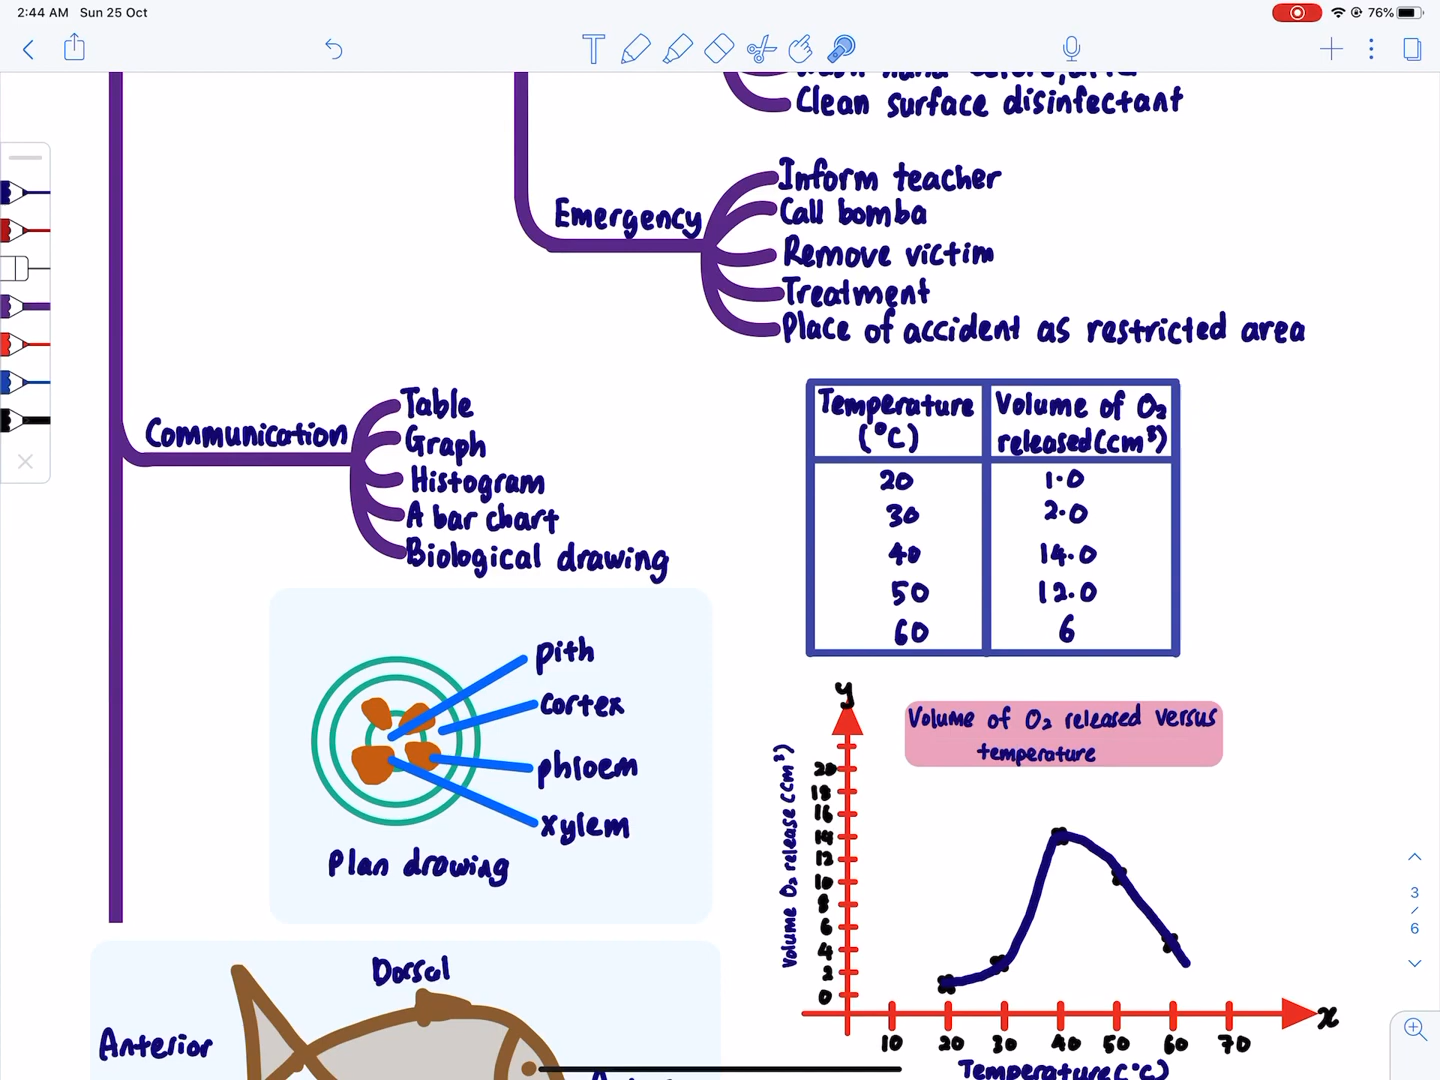 2:44 AM Sun 25 Oct
76%
Clean surface disinfectant
Emergency
Inform teacher
Call bomba
Remove victim
Treatment
Place of accident as restricted area
Communication
Table
Graph
Histogram
A bar chart
Biological drawing
Temperature (°C) Volume of O₂ released (cm³)
20 1.0
30 2.0
40 14.0
50 12.0
60 6
pith
cortex
phloem
xylem
Plan drawing
y
Volume of O₂ released versus
temperature
Volume O₂ release (cm³)
20
18
16
14
12
10
8
6
4
2
0
10 20 30 40 50 60 70
x
Temperature (°C)
Dorsal
Anterior
3
/
6